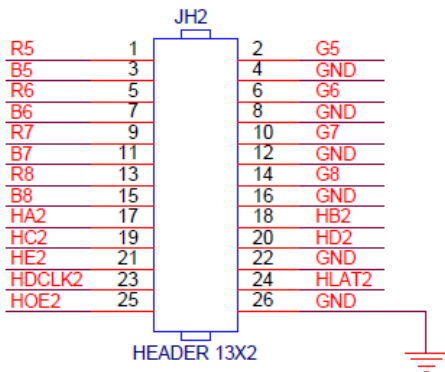 JH2
R5 1 2 G5
B5 3 4 GND
R6 5 6 G6
B6 7 8 GND
R7 9 10 G7
B7 11 12 GND
R8 13 14 G8
B8 15 16 GND
HA2 17 18 HB2
HC2 19 20 HD2
HE2 21 22 GND
HDCLK2 23 24 HLAT2
HOE2 25 26 GND
HEADER 13X2